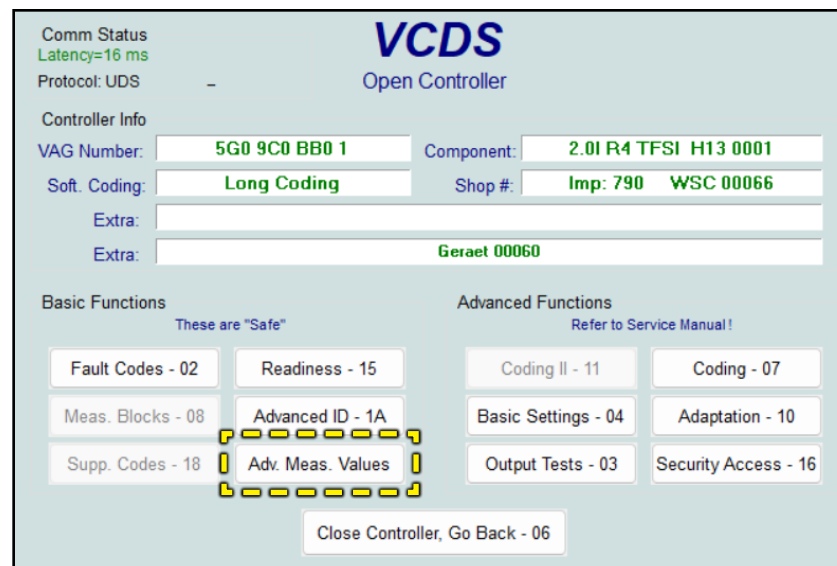 Comm Status
Latency=16 ms
Protocol: UDS
VCDS
Open Controller
Controller Info
VAG Number: 5G0 9C0 BB0 1 Component: 2.0l R4 TFSI H13 0001
Soft. Coding: Long Coding Shop #: Imp: 790 WSC 00066
Extra:
Extra: Geraet 00060
Basic Functions
These are "Safe"
Fault Codes - 02 Readiness - 15
Meas. Blocks - 08 Advanced ID - 1A
Supp. Codes - 18 Adv. Meas. Values
Advanced Functions
Refer to Service Manual!
Coding II - 11 Coding - 07
Basic Settings - 04 Adaptation - 10
Output Tests - 03 Security Access - 16
Close Controller, Go Back - 06